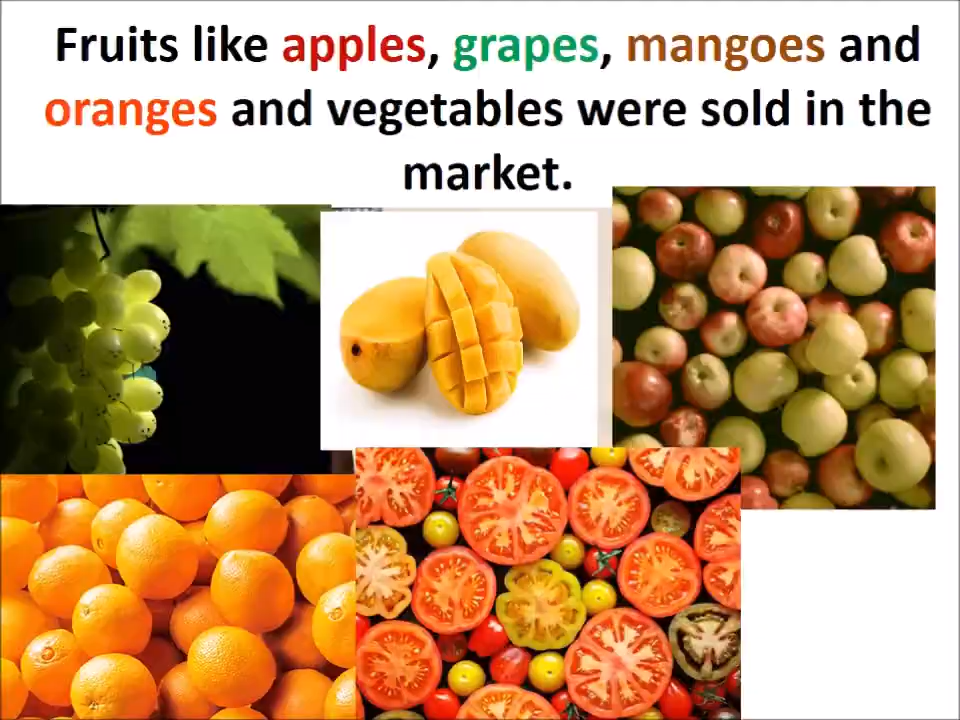 Fruits like apples, grapes, mangoes and
oranges and vegetables were sold in the
market.